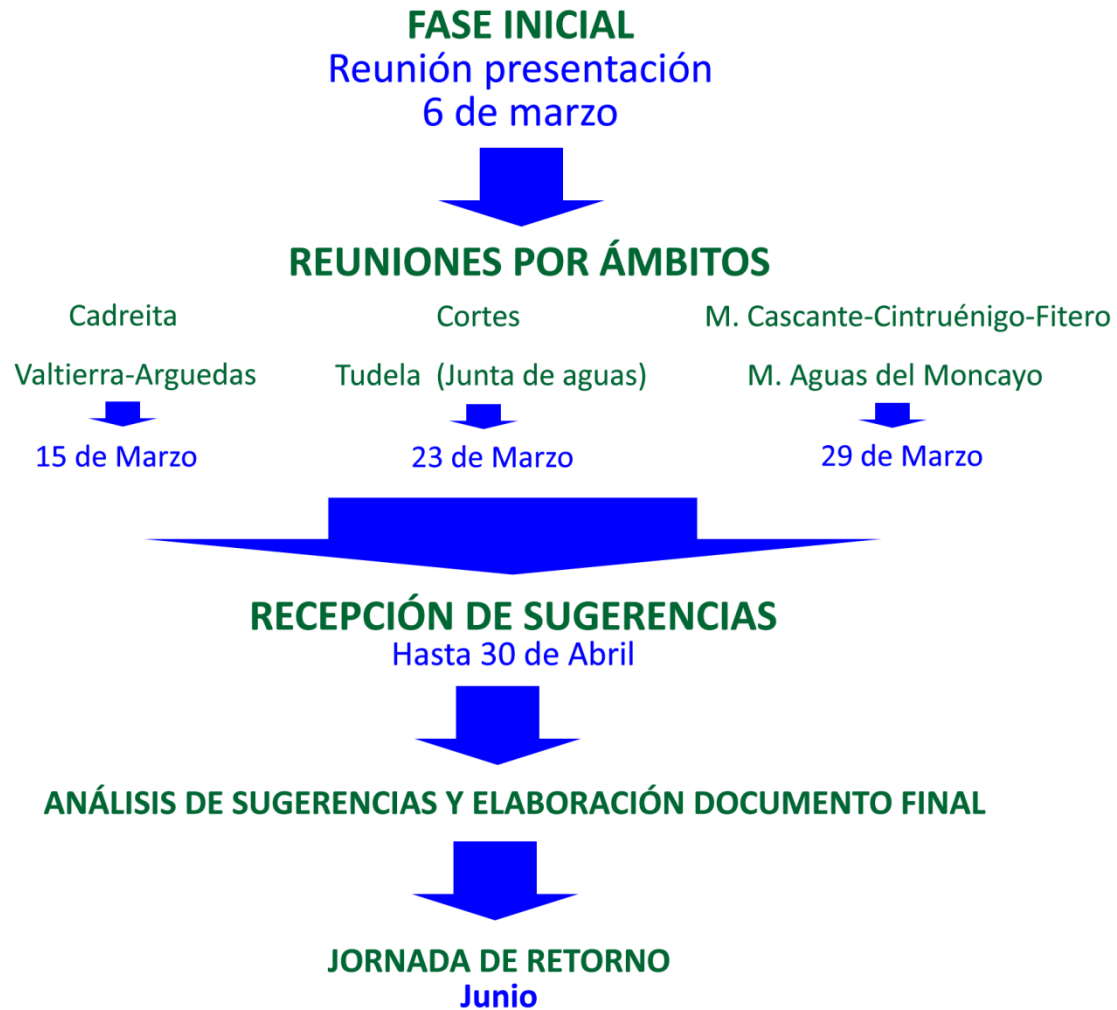 FASE INICIAL
Reunión presentación
6 de marzo
REUNIONES POR ÁMBITOS
Cadreita
Cortes
M. Cascante-Cintruénigo-Fitero
Valtierra-Arguedas
Tudela (Junta de aguas)
M. Aguas del Moncayo
15 de Marzo
23 de Marzo
29 de Marzo
RECEPCIÓN DE SUGERENCIAS
Hasta 30 de Abril
ANÁLISIS DE SUGERENCIAS Y ELABORACIÓN DOCUMENTO FINAL
JORNADA DE RETORNO
Junio